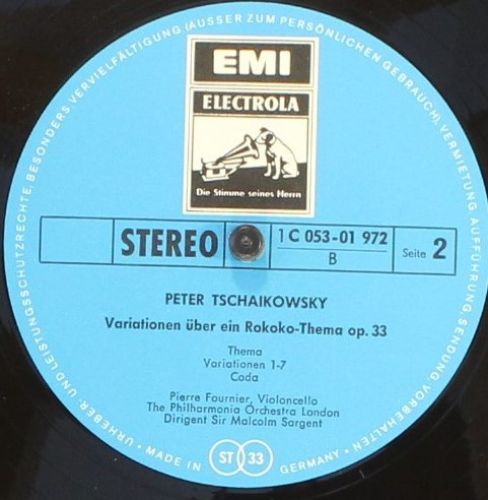 EMI
ELECTROLA
Die Stimme seines Herrn
STEREO
1 C 053-01 972
B
Seite 2
PETER TSCHAIKOWSKY
Variationen über ein Rokoko-Thema op. 33
Thema
Variationen 1-7
Coda
Pierre Fournier, Violoncello
The Philharmonia Orchestra London
Dirigent Sir Malcolm Sargent
URHEBER- UND LEISTUNGSSCHUTZRECHTE, BESONDERS VERVIELFÄLTIGUNG (AUSSER ZUM PERSÖNLICHEN GEBRAUCH), VERMIETUNG, AUFFÜHRUNG, SENDUNG VORBEHALTEN
• MADE IN ST 33 GERMANY •